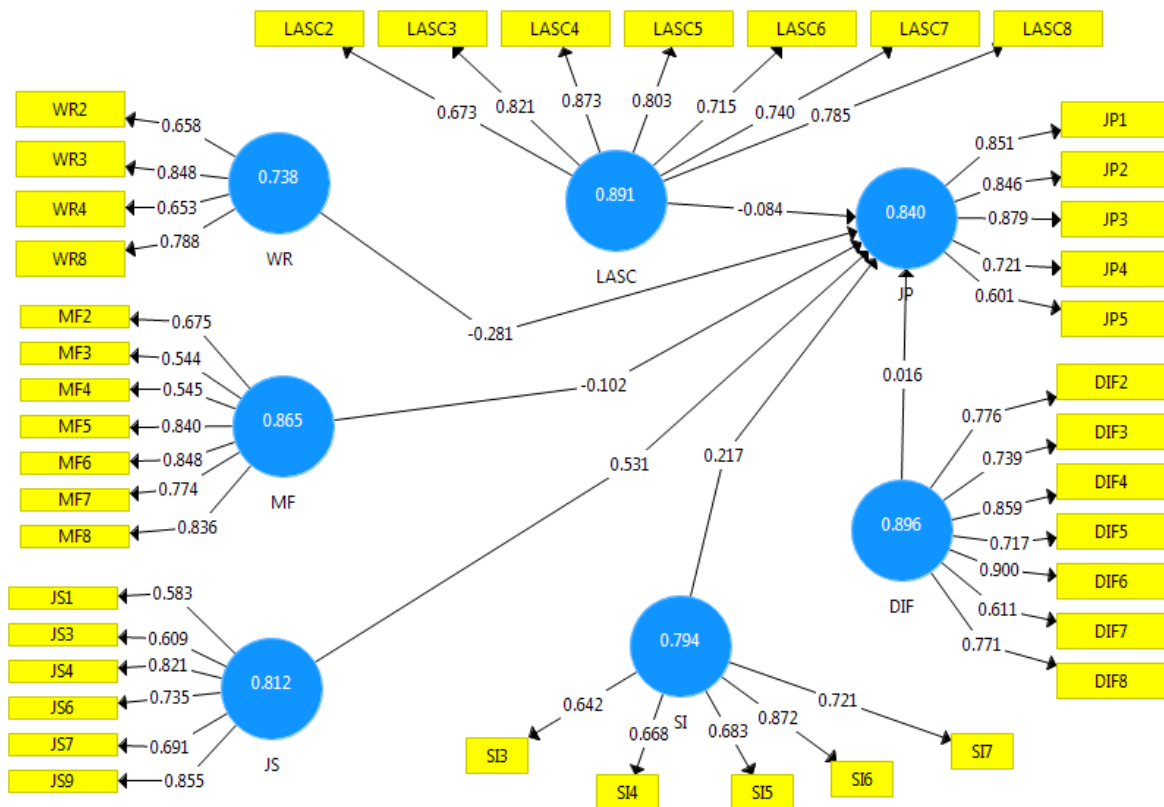 LASC2
LASC3
LASC4
LASC5
LASC6
LASC7
LASC8
0.673
0.821
0.873
0.803
0.715
0.740
0.785
WR2
WR3
WR4
WR8
0.658
0.848
0.653
0.788
0.738
WR
0.891
LASC
-0.084
0.840
JP
0.851
0.846
0.879
0.721
0.601
JP1
JP2
JP3
JP4
JP5
-0.281
MF2
MF3
MF4
MF5
MF6
MF7
MF8
0.675
0.544
0.545
0.840
0.848
0.774
0.836
0.865
MF
-0.102
0.531
0.217
0.016
DIF2
DIF3
DIF4
DIF5
DIF6
DIF7
DIF8
0.776
0.739
0.859
0.717
0.900
0.611
0.771
0.896
DIF
JS1
JS3
JS4
JS6
JS7
JS9
0.583
0.609
0.821
0.735
0.691
0.855
0.812
JS
0.794
SI
0.642
0.668
0.683
0.872
0.721
SI3
SI4
SI5
SI6
SI7